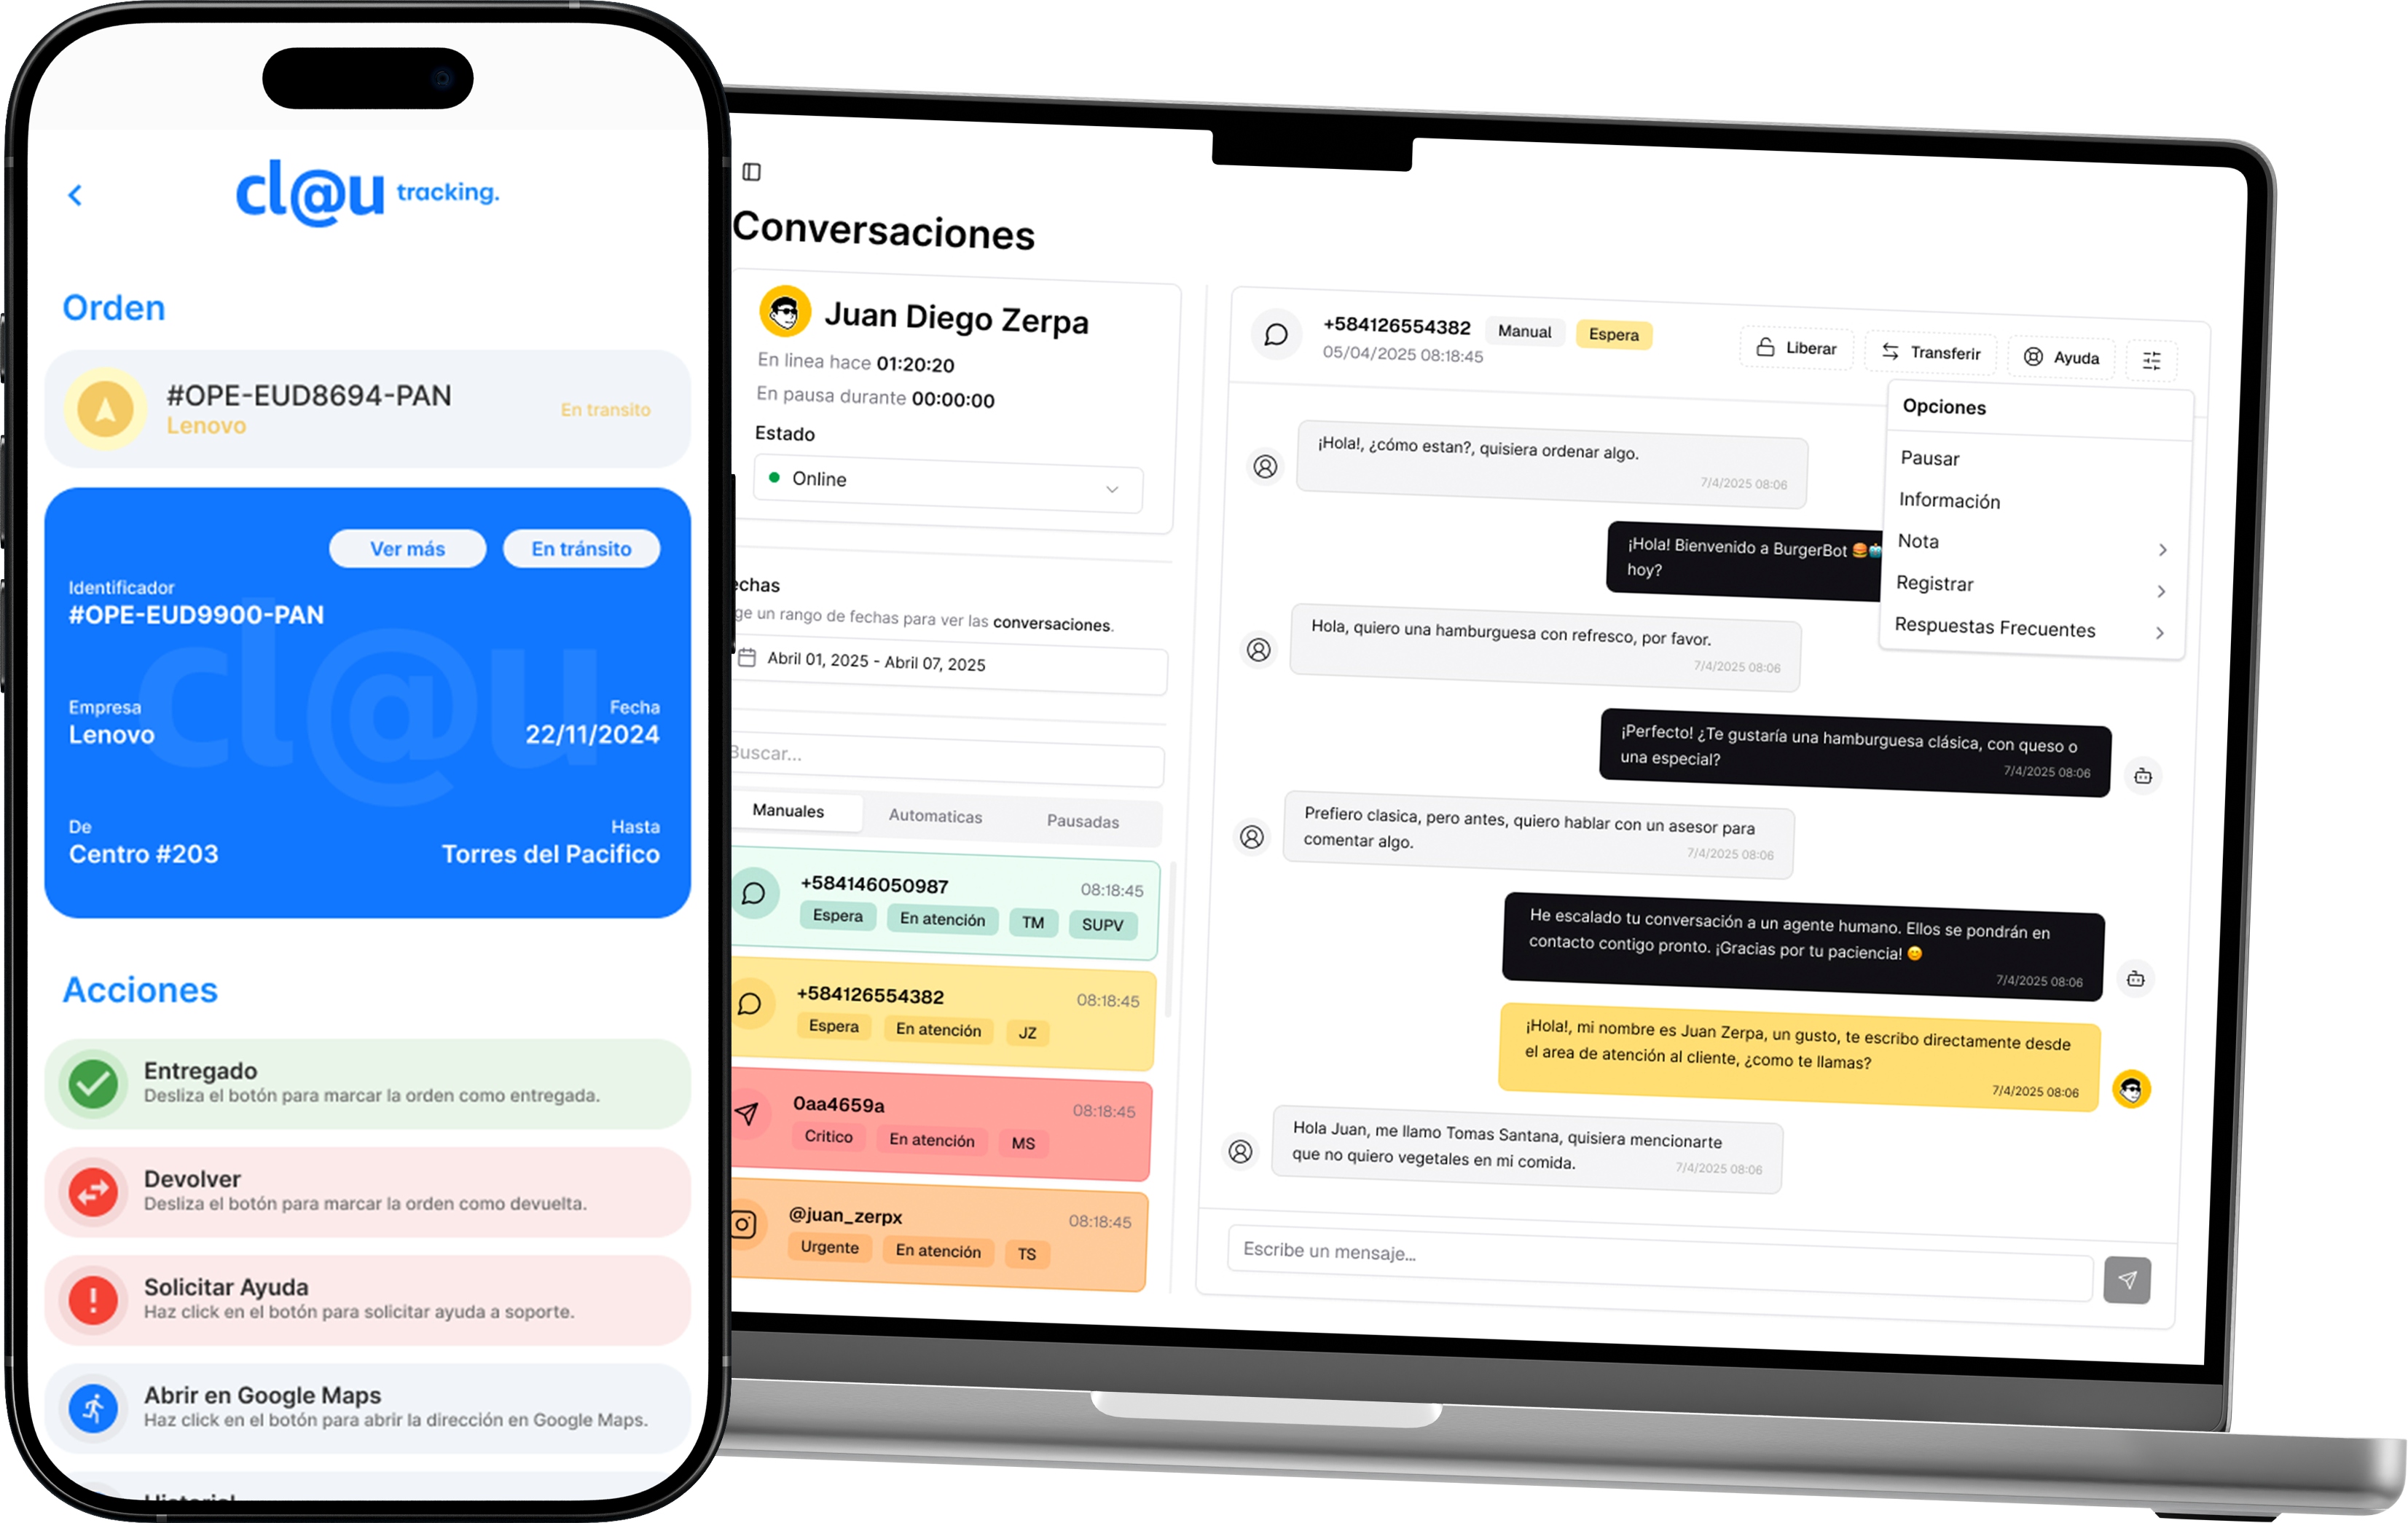 cl@u tracking.
Orden
#OPE-EUD8694-PAN
Lenovo
En transito
Ver más
En tránsito
Identificador
#OPE-EUD9900-PAN
cl@u
Empresa
Lenovo
Fecha
22/11/2024
De
Centro #203
Hasta
Torres del Pacifico
Acciones
Entregado
Desliza el botón para marcar la orden como entregada.
Devolver
Desliza el botón para marcar la orden como devuelta.
Solicitar Ayuda
Haz click en el botón para solicitar ayuda a soporte.
Abrir en Google Maps
Haz click en el botón para abrir la dirección en Google Maps.
Conversaciones
Juan Diego Zerpa
En linea hace 01:20:20
En pausa durante 00:00:00
Estado
Online
echas
ge un rango de fechas para ver las conversaciones.
Abril 01, 2025 - Abril 07, 2025
Buscar...
Manuales
Automaticas
Pausadas
+584146050987
08:18:45
Espera
En atención
TM
SUPV
+584126554382
08:18:45
Espera
En atención
JZ
0aa4659a
08:18:45
Critico
En atención
MS
@juan_zerpx
08:18:45
Urgente
En atención
TS
+584126554382
Manual
Espera
05/04/2025 08:18:45
Liberar
Transferir
Ayuda
Opciones
Pausar
Información
Nota
Registrar
Respuestas Frecuentes
¡Hola!, ¿cómo estan?, quisiera ordenar algo.
7/4/2025 08:06
¡Hola! Bienvenido a BurgerBot 🍔🤖
hoy?
Hola, quiero una hamburguesa con refresco, por favor.
7/4/2025 08:06
¡Perfecto! ¿Te gustaría una hamburguesa clásica, con queso o
una especial?
7/4/2025 08:06
Prefiero clasica, pero antes, quiero hablar con un asesor para
comentar algo.
7/4/2025 08:06
He escalado tu conversación a un agente humano. Ellos se pondrán en
contacto contigo pronto. ¡Gracias por tu paciencia! 😊
7/4/2025 08:06
¡Hola!, mi nombre es Juan Zerpa, un gusto, te escribo directamente desde
el area de atención al cliente, ¿como te llamas?
7/4/2025 08:06
Hola Juan, me llamo Tomas Santana, quisiera mencionarte
que no quiero vegetales en mi comida.
7/4/2025 08:06
Escribe un mensaje...